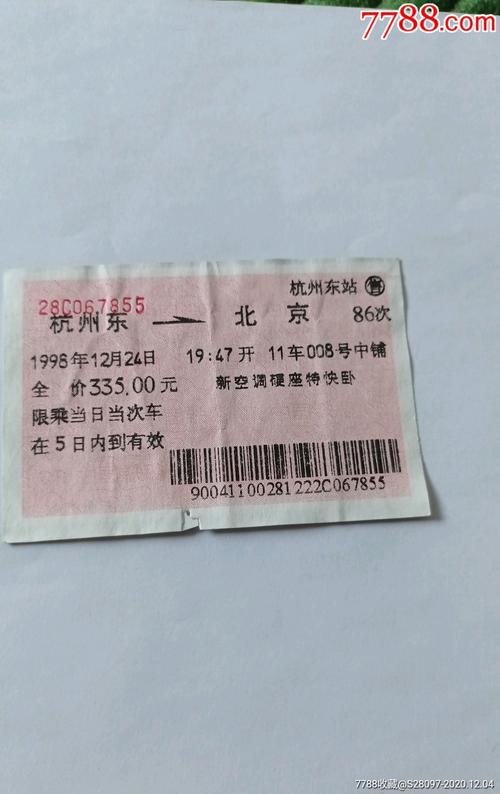 7788.com
杭州东站 售
28C067855
杭州东 → 北京 86次
1998年12月24日 19:47开 11车008号中铺
全 价335.00元 新空调硬座特快卧
限乘当日当次车
在5日内到有效
90041100281222C067855
7788收藏@S28097-2020.12.04